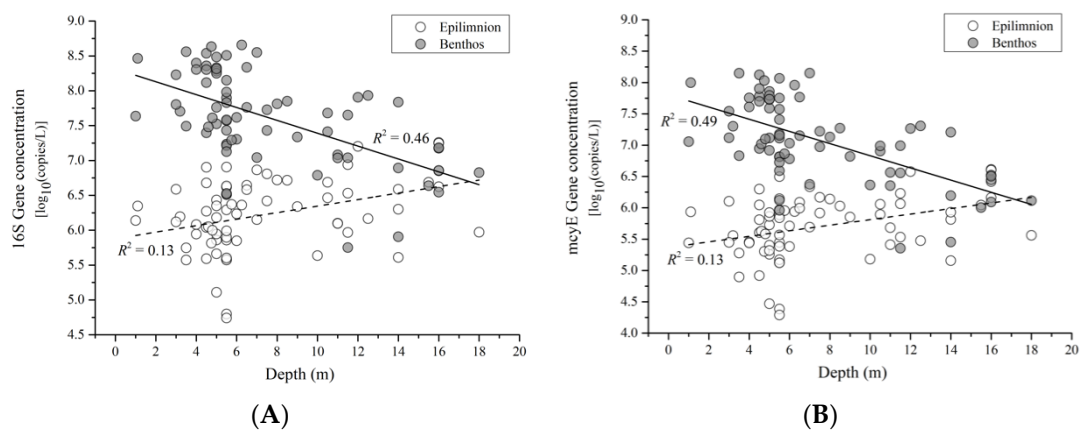 A
Epilimnion
Benthos
9.0
8.5
8.0
7.5
7.0
6.5
6.0
5.5
5.0
4.5
16S Gene concentration
[log10(copies/L)]
R2 = 0.46
R2 = 0.13
0 2 4 6 8 10 12 14 16 18 20
Depth (m)
(A)
B
Epilimnion
Benthos
9.0
8.5
8.0
7.5
7.0
6.5
6.0
5.5
5.0
4.5
4.0
mcyE Gene concentration
[log10(copies/L)]
R2 = 0.49
R2 = 0.13
0 2 4 6 8 10 12 14 16 18 20
Depth (m)
(B)